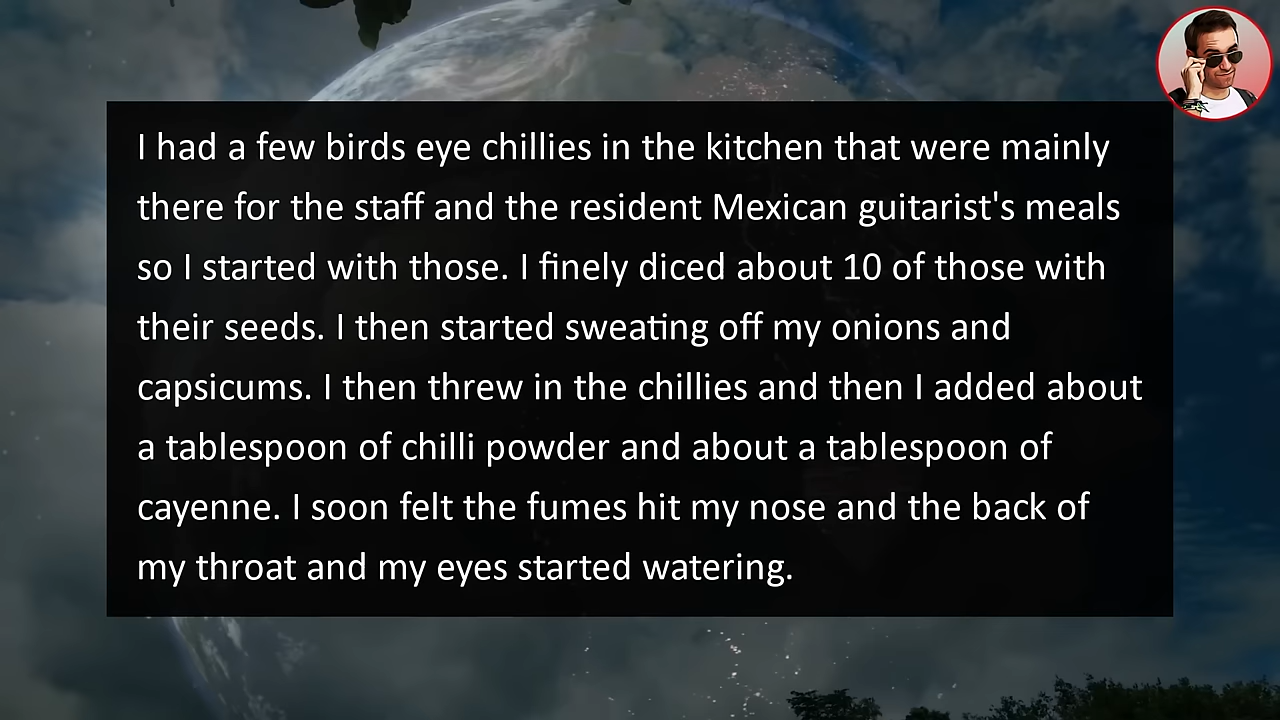 I had a few birds eye chillies in the kitchen that were mainly
there for the staff and the resident Mexican guitarist's meals
so I started with those. I finely diced about 10 of those with
their seeds. I then started sweating off my onions and
capsicums. I then threw in the chillies and then I added about
a tablespoon of chilli powder and about a tablespoon of
cayenne. I soon felt the fumes hit my nose and the back of
my throat and my eyes started watering.